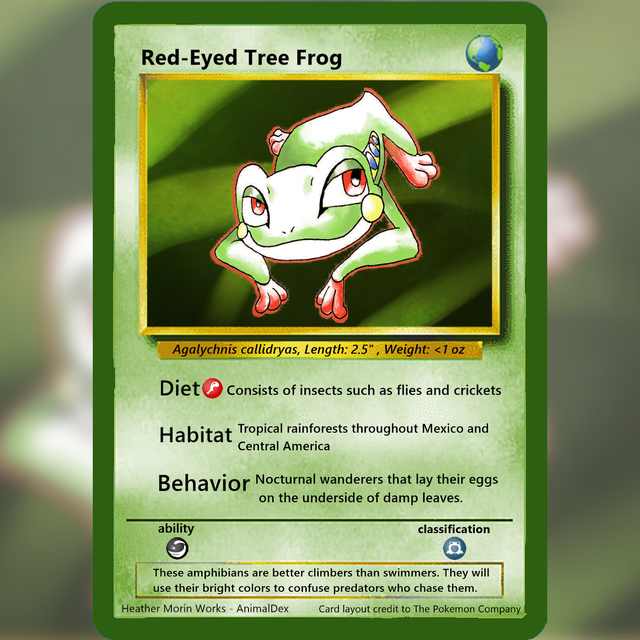 Red-Eyed Tree Frog
Agalychnis callidryas, Length: 2.5" , Weight: <1 oz
Diet Consists of insects such as flies and crickets
Habitat Tropical rainforests throughout Mexico and
Central America
Behavior Nocturnal wanderers that lay their eggs
on the underside of damp leaves.
ability
classification
These amphibians are better climbers than swimmers. They will
use their bright colors to confuse predators who chase them.
Heather Morin Works - AnimalDex
Card layout credit to The Pokemon Company